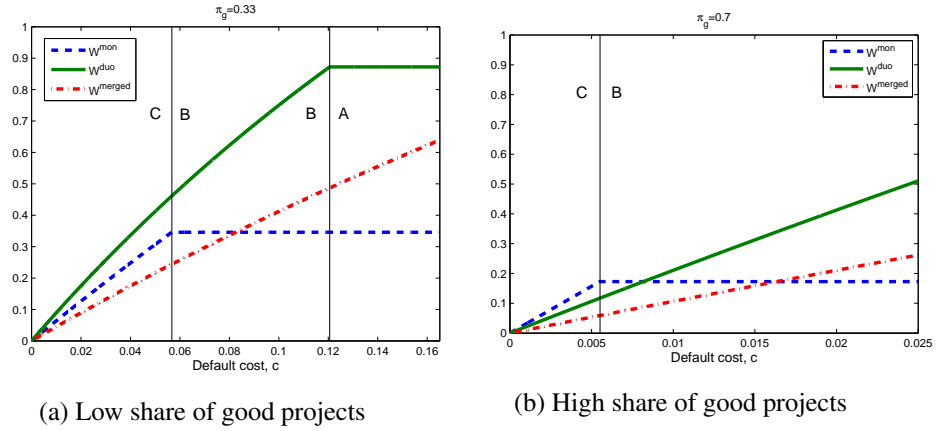 π_g=0.33
1
0.9
0.8
0.7
0.6
0.5
0.4
0.3
0.2
0.1
0
W^mon
W^duo
W^merged
C B
B A
0 0.02 0.04 0.06 0.08 0.1 0.12 0.14 0.16
Default cost, c
(a) Low share of good projects
π_g=0.7
1
0.9
0.8
0.7
0.6
0.5
0.4
0.3
0.2
0.1
0
W^mon
W^duo
W^merged
C B
0 0.005 0.01 0.015 0.02 0.025
Default cost, c
(b) High share of good projects